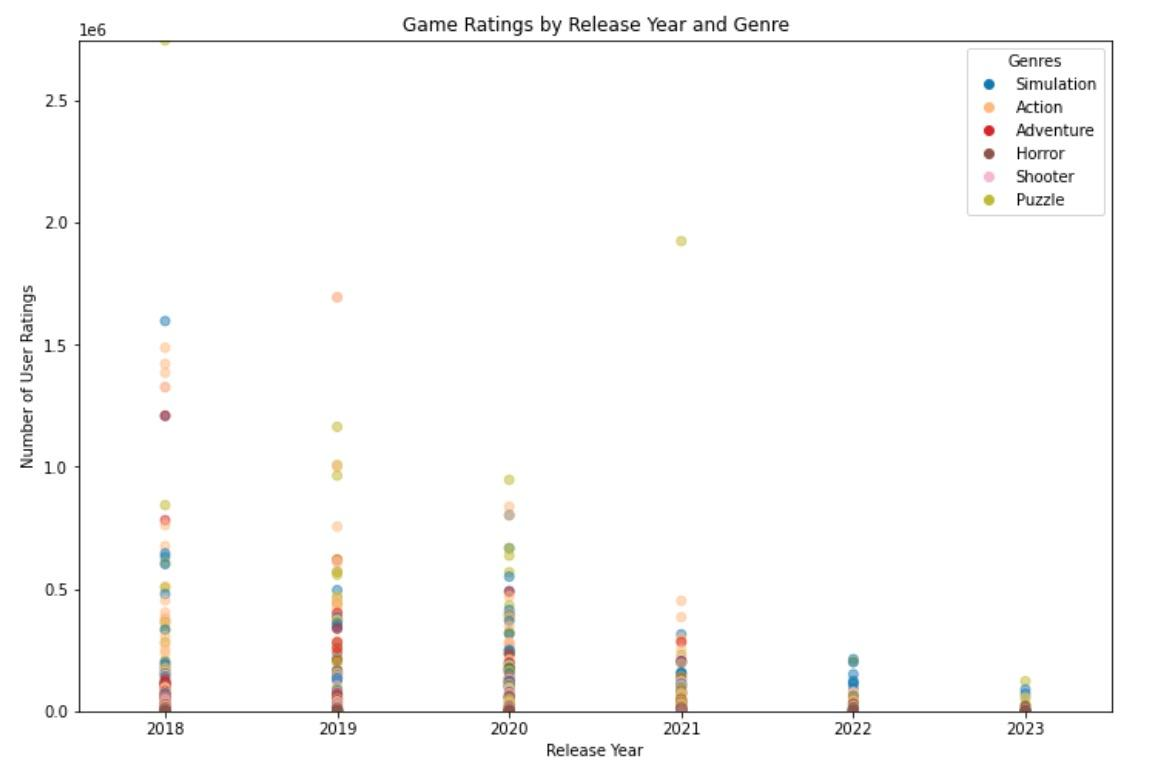 Game Ratings by Release Year and Genre
1e6
Genres
Simulation
Action
Adventure
Horror
Shooter
Puzzle
2.5
2.0
1.5
1.0
0.5
0.0
Number of User Ratings
2018 2019 2020 2021 2022 2023
Release Year